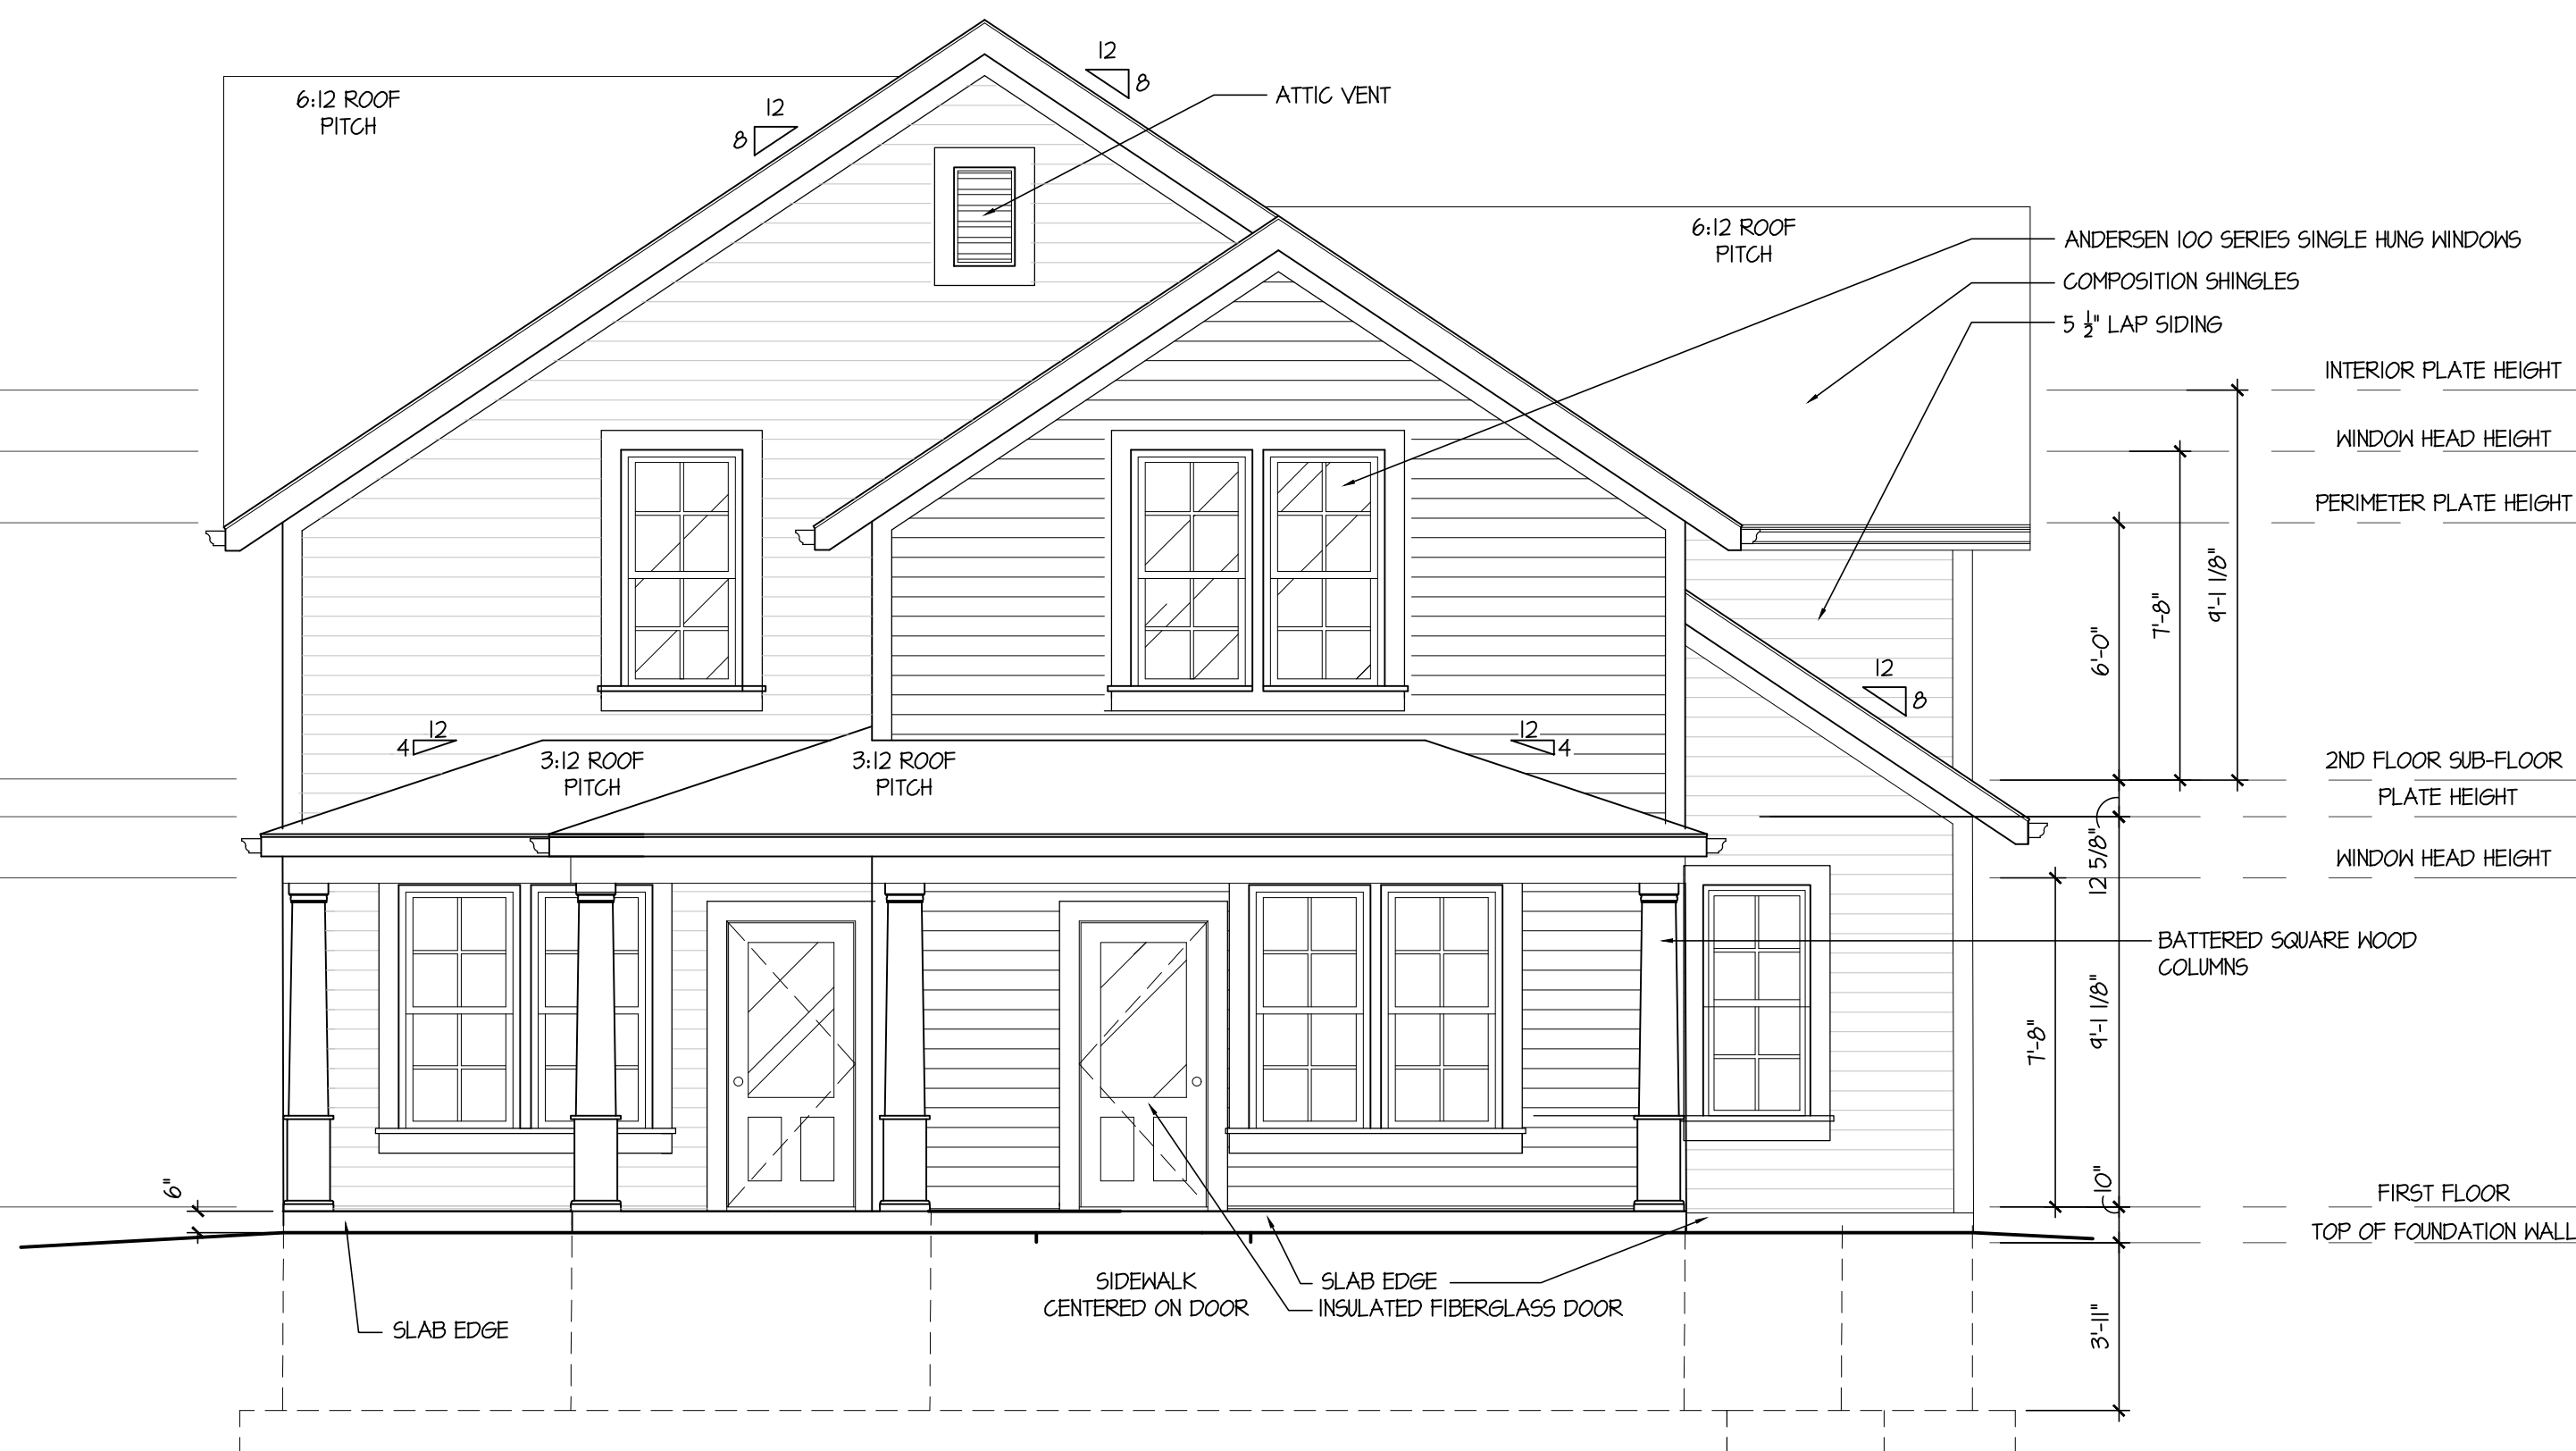 12
8
6:12 ROOF
PITCH
12
8
ATTIC VENT
6:12 ROOF
PITCH
ANDERSEN 100 SERIES SINGLE HUNG WINDOWS
COMPOSITION SHINGLES
5 1/2" LAP SIDING
INTERIOR PLATE HEIGHT
WINDOW HEAD HEIGHT
PERIMETER PLATE HEIGHT
9'-1 1/8"
7'-8"
6'-0"
12
8
12
4
12
4
3:12 ROOF
PITCH
3:12 ROOF
PITCH
2ND FLOOR SUB-FLOOR
PLATE HEIGHT
12 5/8"
WINDOW HEAD HEIGHT
BATTERED SQUARE WOOD
COLUMNS
9'-1 1/8"
7'-8"
6"
10"
FIRST FLOOR
TOP OF FOUNDATION WALL
SIDEWALK
CENTERED ON DOOR
SLAB EDGE
INSULATED FIBERGLASS DOOR
SLAB EDGE
3'-11"